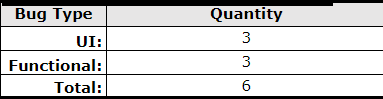 Bug Type Quantity
UI: 3
Functional: 3
Total: 6